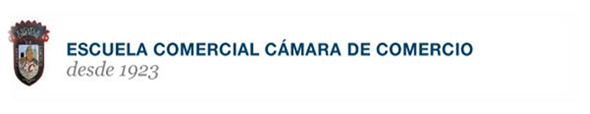 ESCUELA COMERCIAL CÁMARA DE COMERCIO
desde 1923